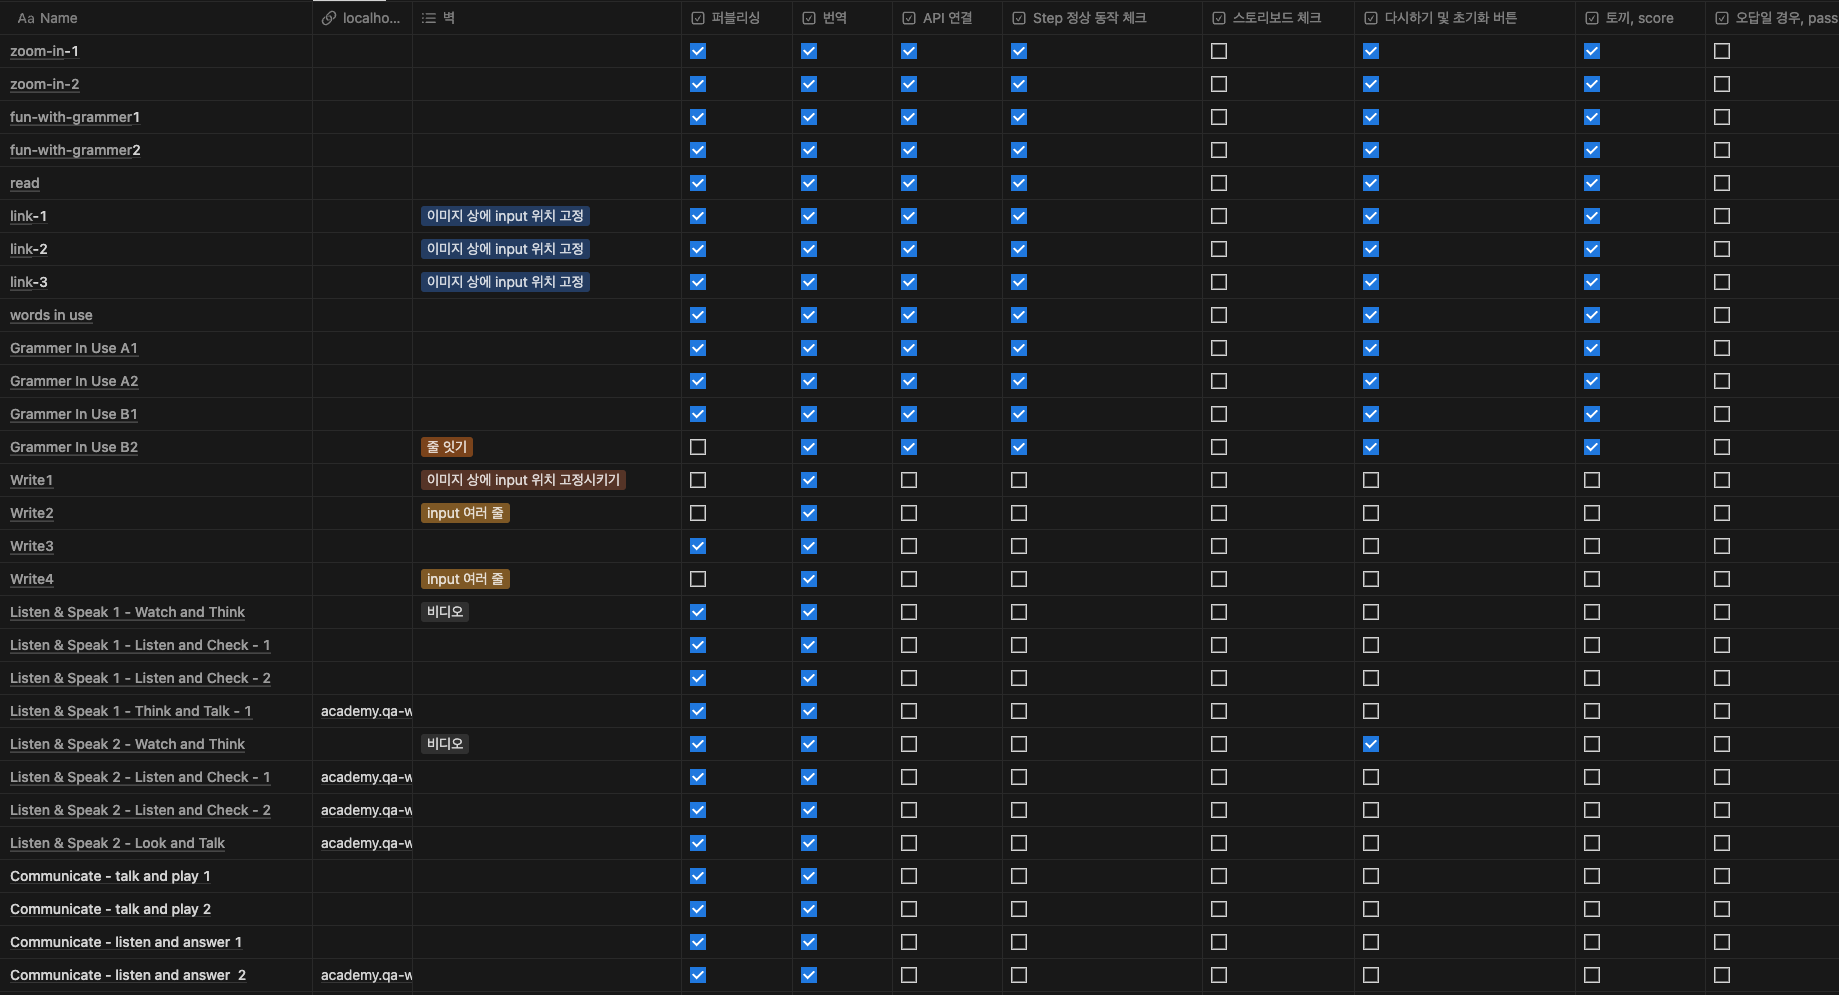 Aa Name localho... 벽 퍼블리싱 번역 API 연결 Step 정상 동작 체크 스토리보드 체크 다시하기 및 초기화 버튼 토끼, score 오답일 경우, pass
zoom-in-1
zoom-in-2
fun-with-grammer1
fun-with-grammer2
read
link-1 이미지 상에 input 위치 고정
link-2 이미지 상에 input 위치 고정
link-3 이미지 상에 input 위치 고정
words in use
Grammer In Use A1
Grammer In Use A2
Grammer In Use B1
Grammer In Use B2 줄 잇기
Write1 이미지 상에 input 위치 고정시키기
Write2 input 여러 줄
Write3
Write4 input 여러 줄
Listen & Speak 1 - Watch and Think 비디오
Listen & Speak 1 - Listen and Check - 1
Listen & Speak 1 - Listen and Check - 2
Listen & Speak 1 - Think and Talk - 1 academy.qa-w
Listen & Speak 2 - Watch and Think 비디오
Listen & Speak 2 - Listen and Check - 1 academy.qa-w
Listen & Speak 2 - Listen and Check - 2 academy.qa-w
Listen & Speak 2 - Look and Talk academy.qa-w
Communicate - talk and play 1
Communicate - talk and play 2
Communicate - listen and answer 1
Communicate - listen and answer 2 academy.qa-w